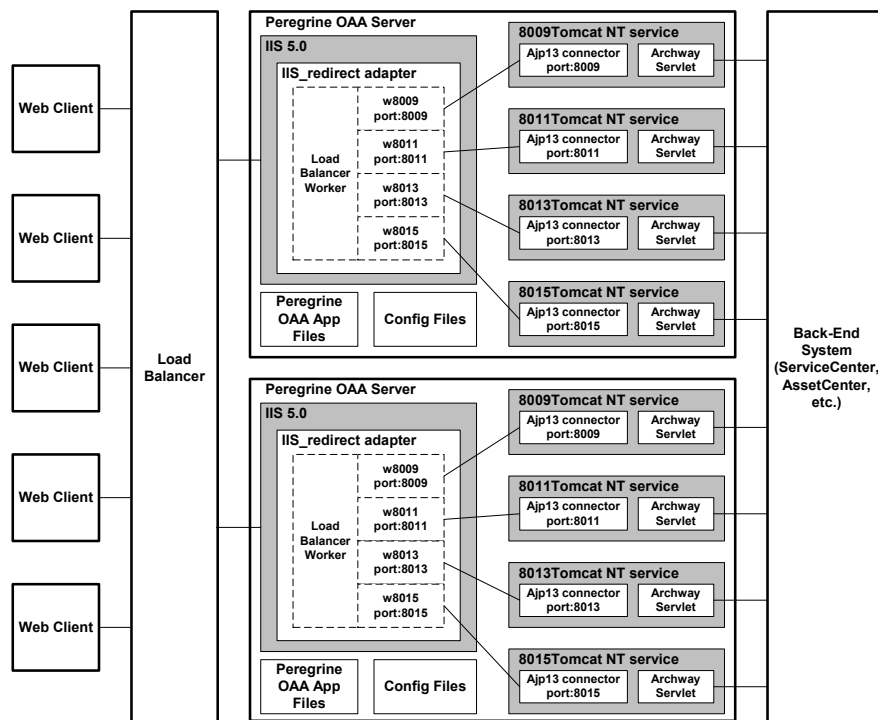 Web Client
Web Client
Web Client
Web Client
Web Client
Load
Balancer
Peregrine OAA Server
IIS 5.0
IIS_redirect adapter
Load
Balancer
Worker
w8009
port:8009
w8011
port:8011
w8013
port:8013
w8015
port:8015
Peregrine
OAA App
Files
Config Files
8009Tomcat NT service
Ajp13 connector
port:8009
Archway
Servlet
8011Tomcat NT service
Ajp13 connector
port:8011
Archway
Servlet
8013Tomcat NT service
Ajp13 connector
port:8013
Archway
Servlet
8015Tomcat NT service
Ajp13 connector
port:8015
Archway
Servlet
Peregrine OAA Server
IIS 5.0
IIS_redirect adapter
Load
Balancer
Worker
w8009
port:8009
w8011
port:8011
w8013
port:8013
w8015
port:8015
Peregrine
OAA App
Files
Config Files
8009Tomcat NT service
Ajp13 connector
port:8009
Archway
Servlet
8011Tomcat NT service
Ajp13 connector
port:8011
Archway
Servlet
8013Tomcat NT service
Ajp13 connector
port:8013
Archway
Servlet
8015Tomcat NT service
Ajp13 connector
port:8015
Archway
Servlet
Back-End
System
(ServiceCenter,
AssetCenter,
etc.)